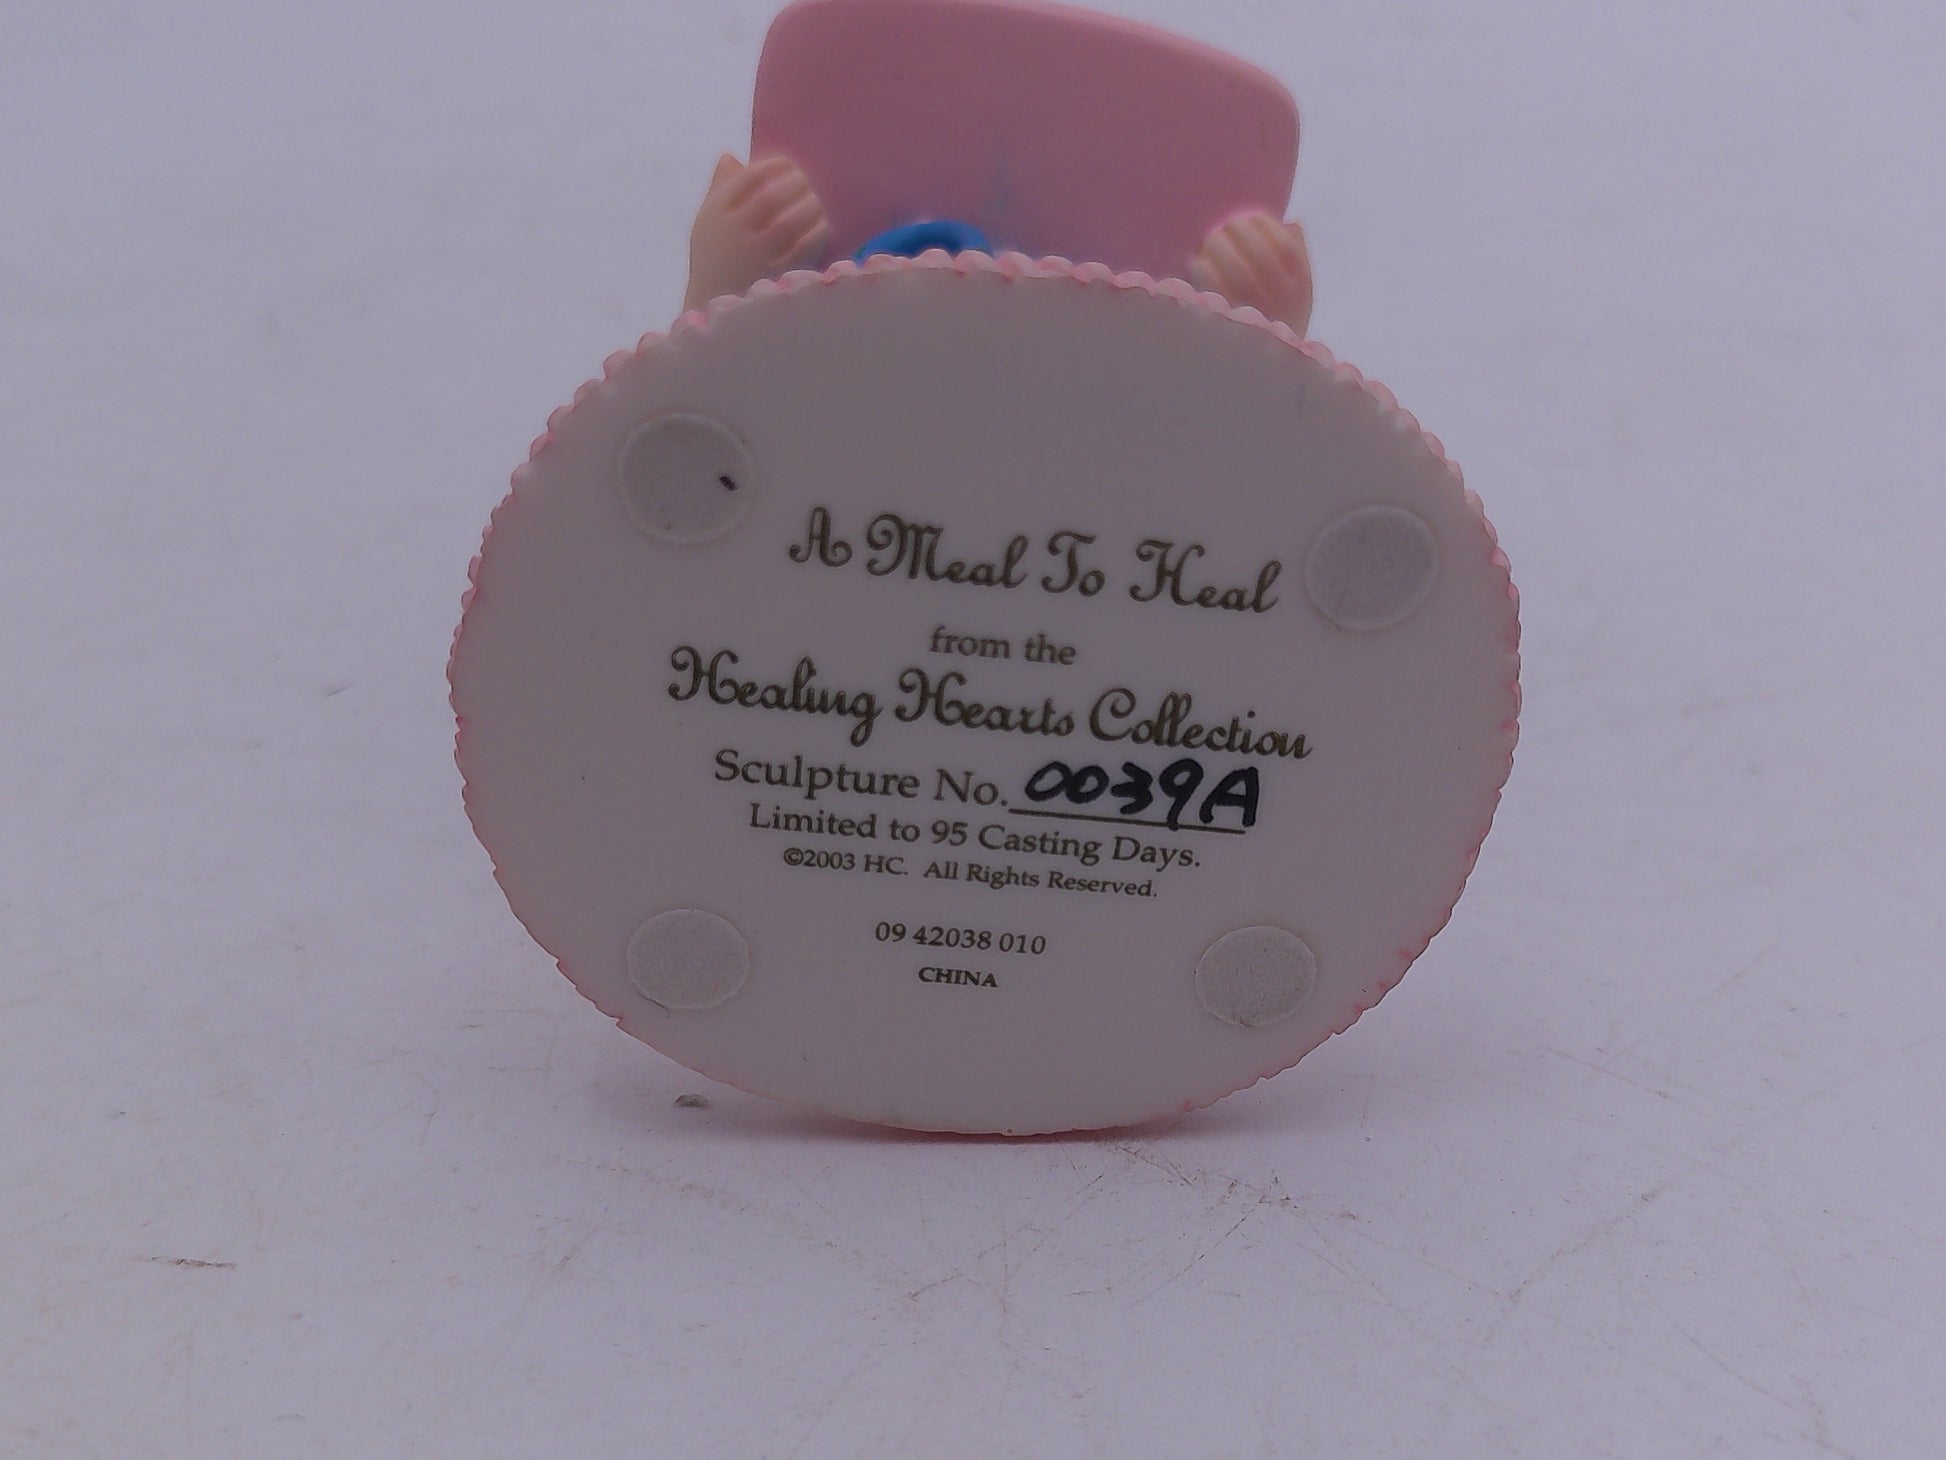 A Meal To Heal
from the
Healing Hearts Collection
Sculpture No. 0039A
Limited to 95 Casting Days.
©2003 HC. All Rights Reserved.
09 42038 010
CHINA